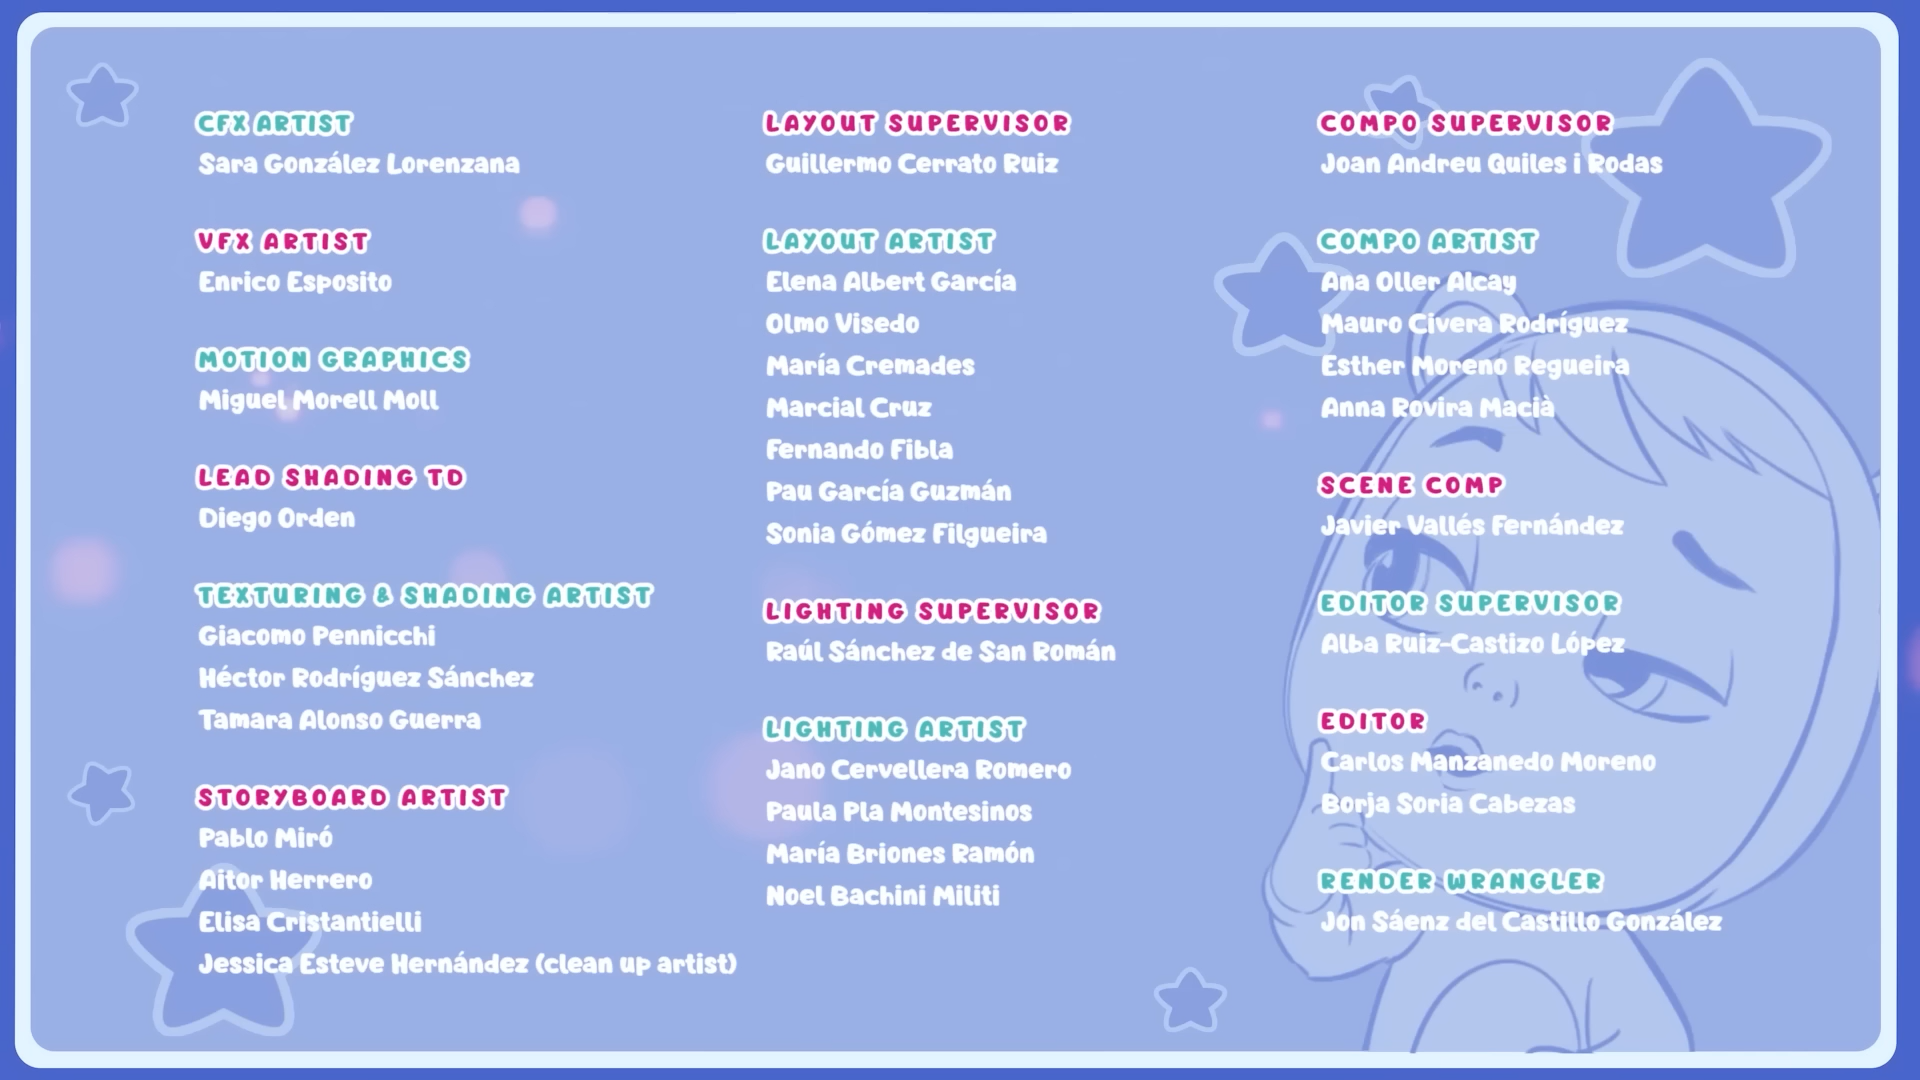 CFX ARTIST
Sara González Lorenzana
VFX ARTIST
Enrico Esposito
MOTION GRAPHICS
Miguel Morell Moll
LEAD SHADING TD
Diego Orden
TEXTURING & SHADING ARTIST
Giacomo Pennicchi
Héctor Rodríguez Sánchez
Tamara Alonso Guerra
STORYBOARD ARTIST
Pablo Miró
Aitor Herrero
Elisa Cristantielli
Jessica Esteve Hernández (clean up artist)
LAYOUT SUPERVISOR
Guillermo Cerrato Ruiz
LAYOUT ARTIST
Elena Albert García
Olmo Visedo
María Cremades
Marcial Cruz
Fernando Fibla
Pau García Guzmán
Sonia Gómez Filgueira
LIGHTING SUPERVISOR
Raúl Sánchez de San Román
LIGHTING ARTIST
Jano Cervellera Romero
Paula Pla Montesinos
María Briones Ramón
Noel Bachini Militi
COMPO SUPERVISOR
Joan Andreu Quiles i Rodas
COMPO ARTIST
Ana Oller Alcay
Mauro Civera Rodríguez
Esther Moreno Regueira
Anna Rovira Macià
SCENE COMP
Javier Vallés Fernández
EDITOR SUPERVISOR
Alba Ruiz-Castizo López
EDITOR
Carlos Manzanedo Moreno
Borja Soria Cabezas
RENDER WRANGLER
Jon Sáenz del Castillo González